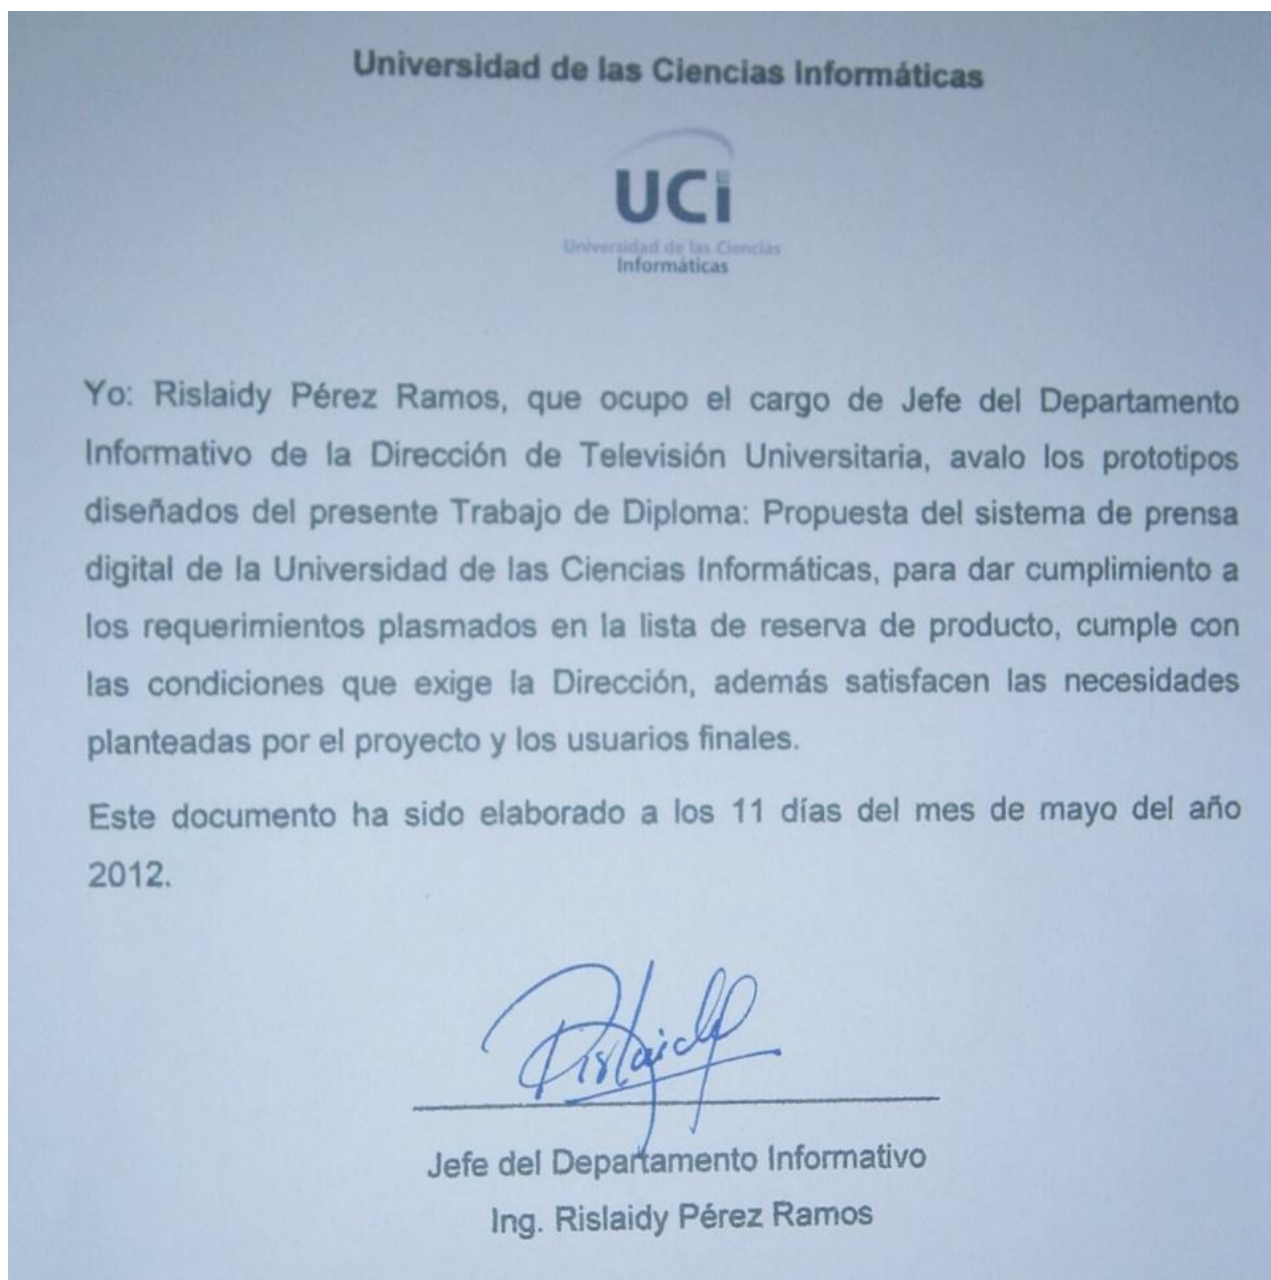 Universidad de las Ciencias Informáticas
UCi
Universidad de las Ciencias
Informáticas
Yo: Rislaidy Pérez Ramos, que ocupo el cargo de Jefe del Departamento
Informativo de la Dirección de Televisión Universitaria, avalo los prototipos
diseñados del presente Trabajo de Diploma: Propuesta del sistema de prensa
digital de la Universidad de las Ciencias Informáticas, para dar cumplimiento a
los requerimientos plasmados en la lista de reserva de producto, cumple con
las condiciones que exige la Dirección, además satisfacen las necesidades
planteadas por el proyecto y los usuarios finales.
Este documento ha sido elaborado a los 11 días del mes de mayo del año
2012.
Rislaidy
Jefe del Departamento Informativo
Ing. Rislaidy Pérez Ramos